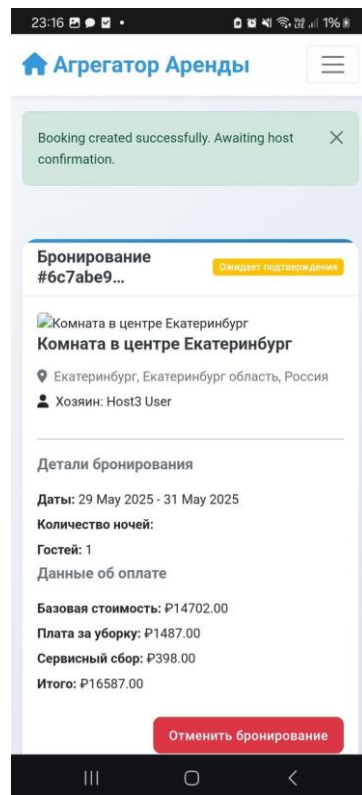 23:16
1%
Агрегатор Аренды
Booking created successfully. Awaiting host
confirmation.
Бронирование
#6c7abe9...
Ожидает подтверждения
Комната в центре Екатеринбург
Комната в центре Екатеринбург
Екатеринбург, Екатеринбург область, Россия
Хозяин: Host3 User
Детали бронирования
Даты: 29 May 2025 - 31 May 2025
Количество ночей:
Гостей: 1
Данные об оплате
Базовая стоимость: ₽14702.00
Плата за уборку: ₽1487.00
Сервисный сбор: ₽398.00
Итого: ₽16587.00
Отменить бронирование